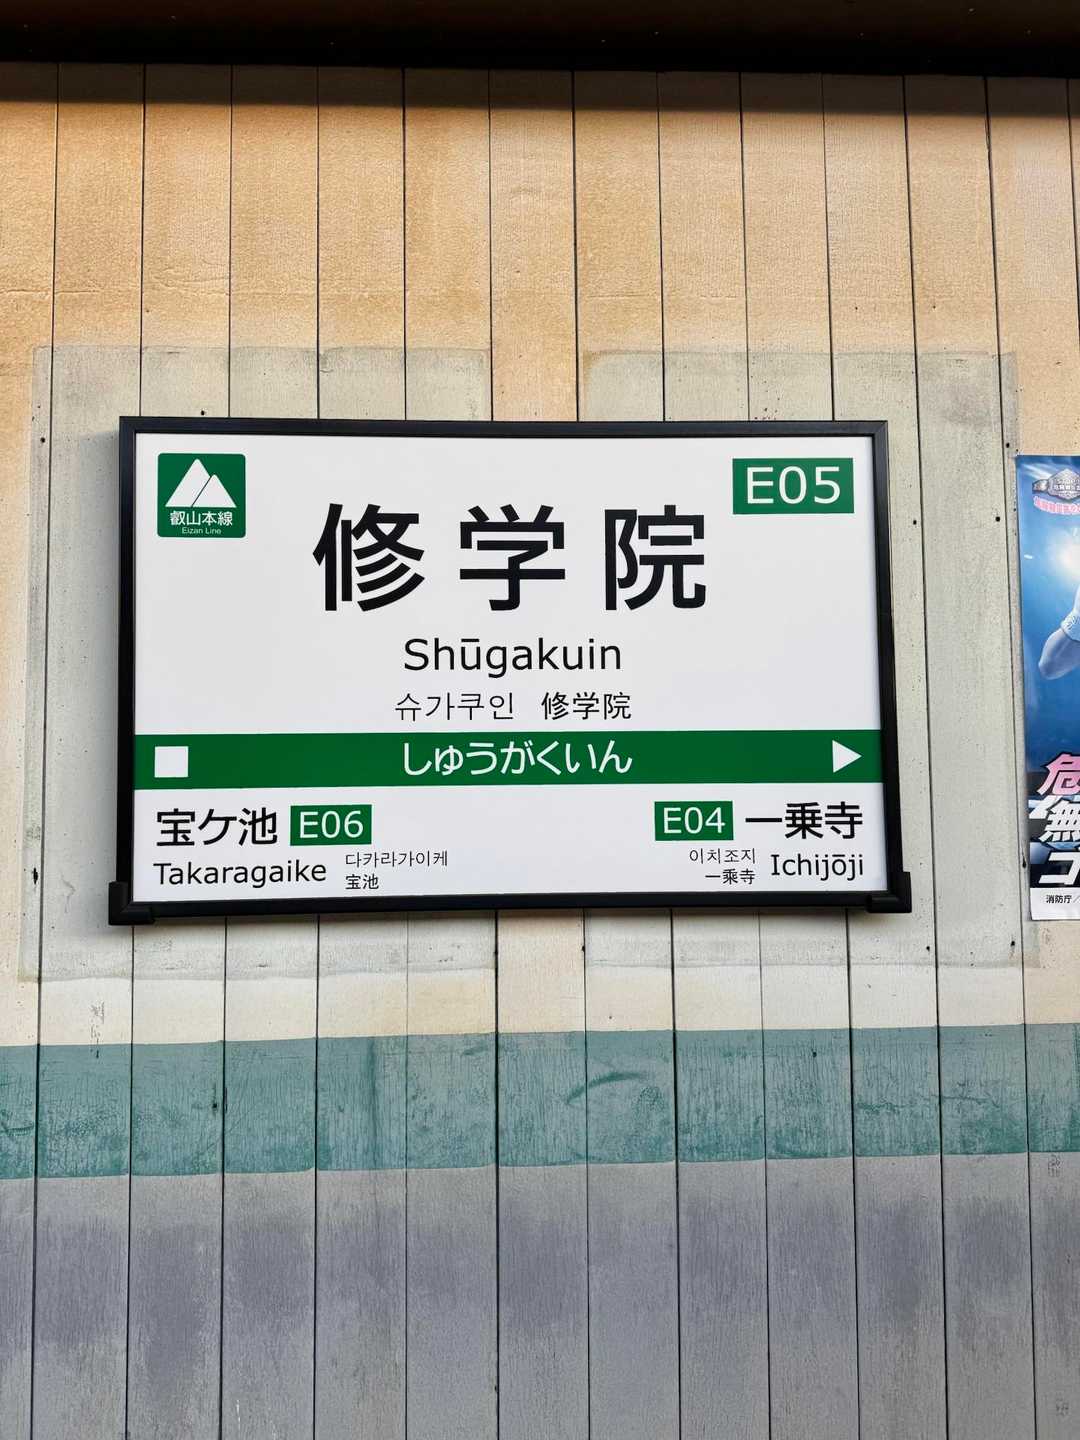 叡山本線
Eizan Line
E05
修学院
Shūgakuin
슈가쿠인 修学院
しゅうがくいん
宝ケ池 E06
Takaragaike 다카라가이케
宝池
E04 一乗寺
이치조지 Ichijōji
一乘寺
危
無
コ
消防庁/